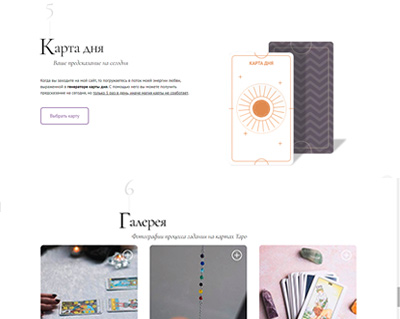 5
Карта дня
Ваше предсказание на сегодня
Когда вы заходите на мой сайт, то погружаетесь в поток моей энергии любви,
выраженной в генераторе карты дня. С помощью него вы можете получить
предсказание на сегодня, но только 1 раз в день, иначе магия карты не сработает.
Выбрать карту
КАРТА ДНЯ
6
Галерея
Фотографии процесса гадания на картах Таро